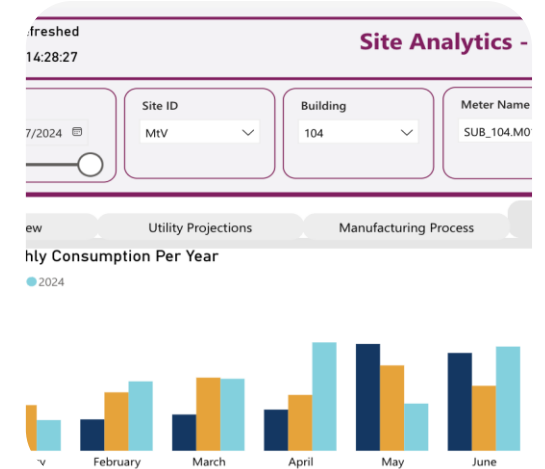 freshed
14:28:27
Site Analytics -
Site ID
Building
Meter Name
7/2024
MtV
104
SUB_104.M0
ew
Utility Projections
Manufacturing Process
hly Consumption Per Year
2024
February
March
April
May
June